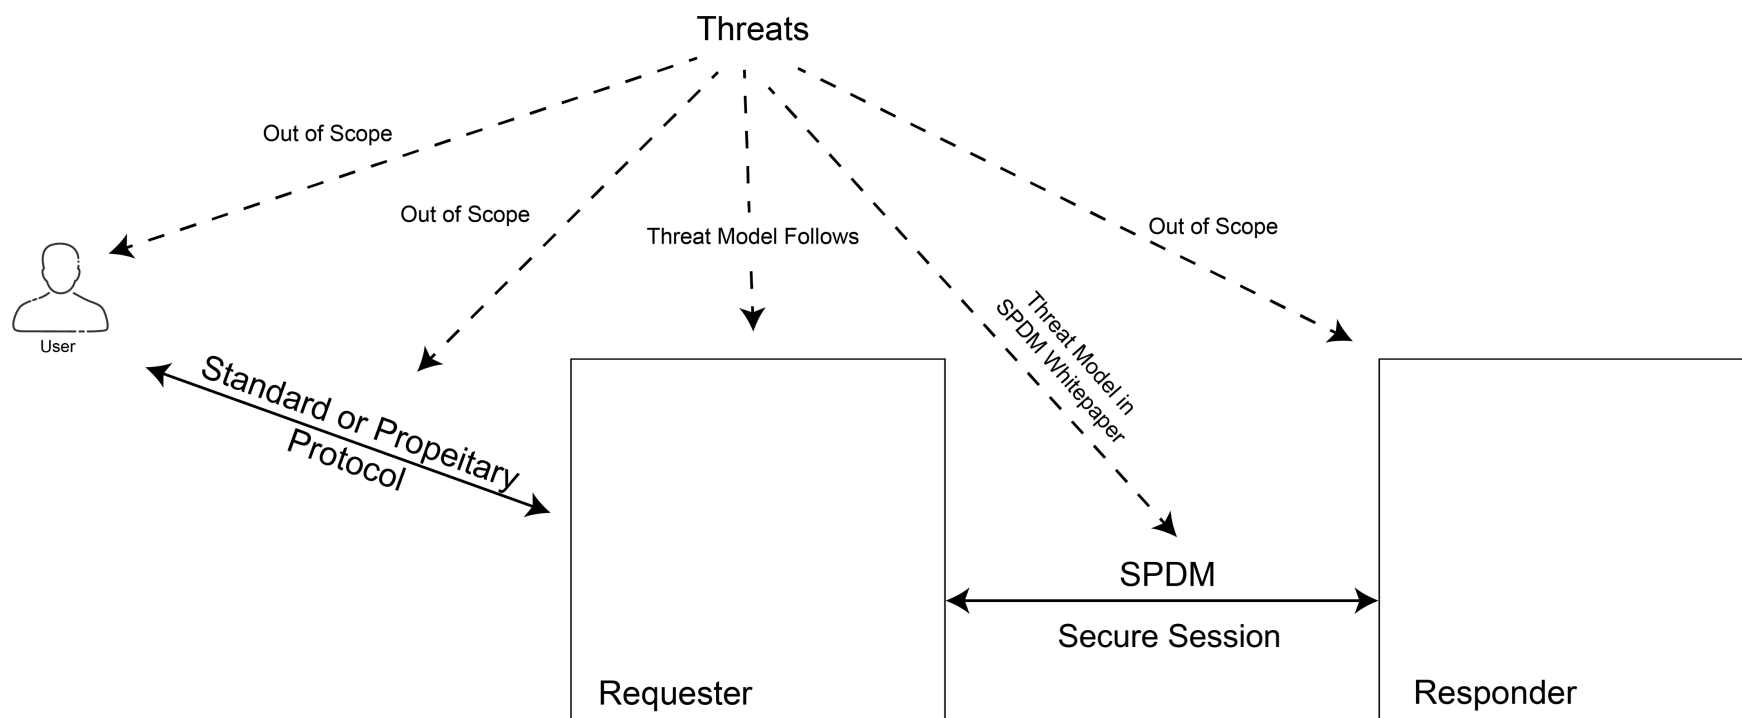 Threats
Out of Scope
Out of Scope
Threat Model Follows
Out of Scope
Threat Model in
SPDM Whitepaper
User
Standard or Propeitary
Protocol
SPDM
Secure Session
Requester
Responder